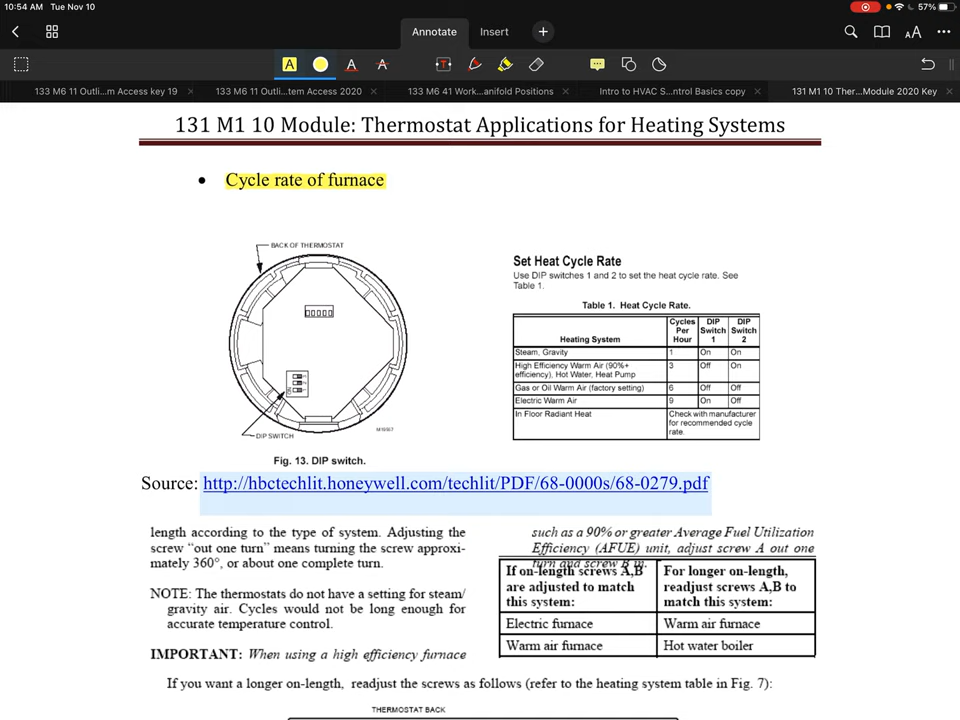 10:54 AM Tue Nov 10
57%
Annotate
Insert
AA
A
A
A
T
133 M6 11 Outli...m Access key 19
133 M6 11 Outli...tem Access 2020
133 M6 41 Work...anifold Positions
Intro to HVAC S...ntrol Basics copy
131 M1 10 Ther...Module 2020 Key
131 M1 10 Module: Thermostat Applications for Heating Systems
• Cycle rate of furnace
BACK OF THERMOSTAT
ON
DIP SWITCH
Fig. 13. DIP switch.
Set Heat Cycle Rate
Use DIP switches 1 and 2 to set the heat cycle rate. See
Table 1.
Table 1. Heat Cycle Rate.
Heating System | Cycles Per Hour | DIP Switch 1 | DIP Switch 2
Steam, Gravity | 1 | On | On
High Efficiency Warm Air (90%+ efficiency), Hot Water, Heat Pump | 3 | Off | On
Gas or Oil Warm Air (factory setting) | 6 | Off | Off
Electric Warm Air | 9 | On | Off
In Floor Radiant Heat | Check with manufacturer for recommended cycle rate.
Source: http://hbctechlit.honeywell.com/techlit/PDF/68-0000s/68-0279.pdf
length according to the type of system. Adjusting the
screw "out one turn" means turning the screw approxi-
mately 360°, or about one complete turn.
NOTE: The thermostats do not have a setting for steam/
gravity air. Cycles would not be long enough for
accurate temperature control.
IMPORTANT: When using a high efficiency furnace
such as a 90% or greater Average Fuel Utilization
Efficiency (AFUE) unit, adjust screw A out one
turn and screw B in.
If on-length screws A,B are adjusted to match this system: | For longer on-length, readjust screws A,B to match this system:
Electric furnace | Warm air furnace
Warm air furnace | Hot water boiler
If you want a longer on-length, readjust the screws as follows (refer to the heating system table in Fig. 7):
THERMOSTAT BACK